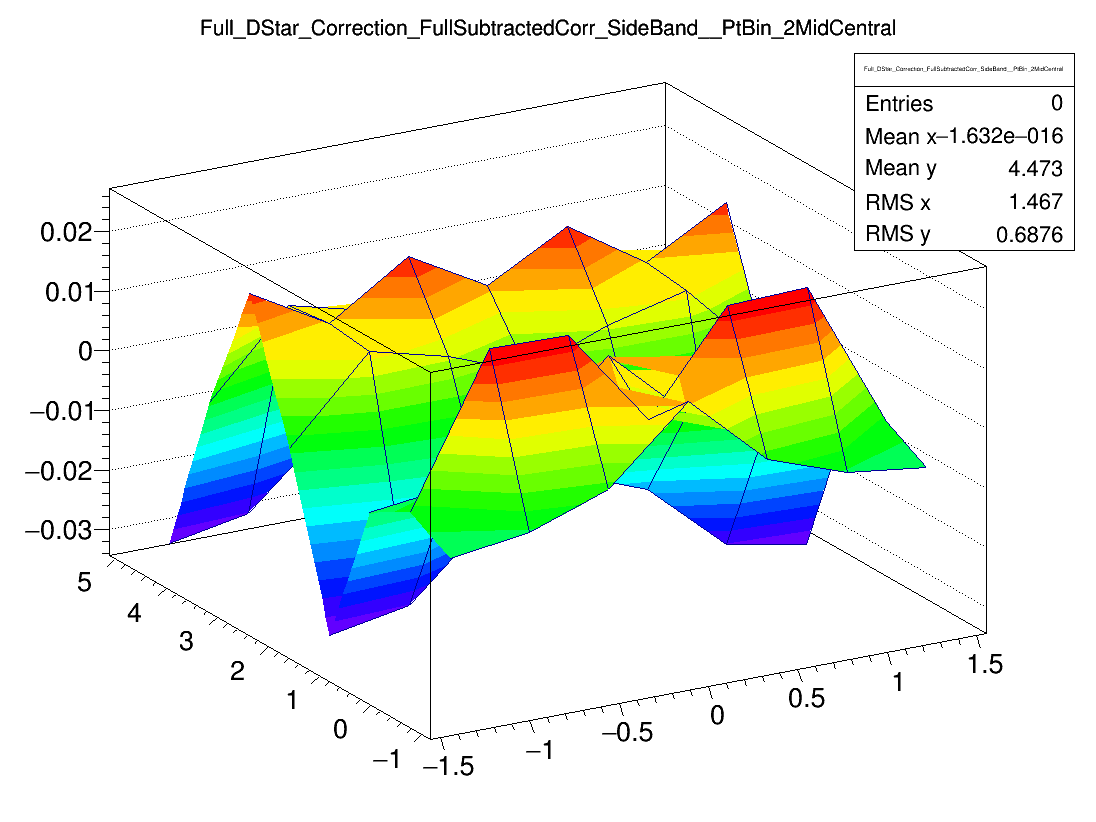 Full_DStar_Correction_FullSubtractedCorr_SideBand__PtBin_2MidCentral
Full_DStar_Correction_FullSubtractedCorr_SideBand__PtBin_2MidCentral
Entries 0
Mean x −1.632e−016
Mean y 4.473
RMS x 1.467
RMS y 0.6876
0.02
0.01
0
−0.01
−0.02
−0.03
5
4
3
2
1
0
−1
−1.5
−1
−0.5
0
0.5
1
1.5